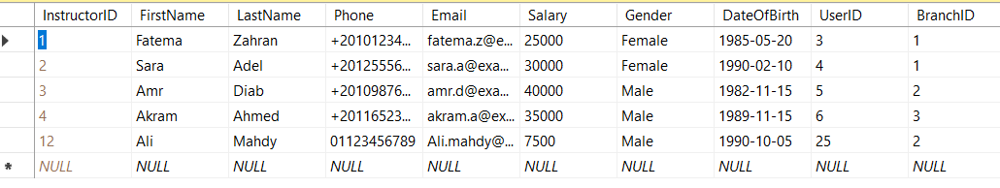 InstructorID FirstName LastName Phone Email Salary Gender DateOfBirth UserID BranchID
1 Fatema Zahran +20101234... fatema.z@e... 25000 Female 1985-05-20 3 1
2 Sara Adel +20125556... sara.a@exa... 30000 Female 1990-02-10 4 1
3 Amr Diab +20109876... amr.d@exa... 40000 Male 1982-11-15 5 2
4 Akram Ahmed +20116523... akram.a@ex... 35000 Male 1989-11-15 6 3
12 Ali Mahdy 01123456789 Ali.mahdy@... 7500 Male 1990-10-05 25 2
NULL NULL NULL NULL NULL NULL NULL NULL NULL NULL